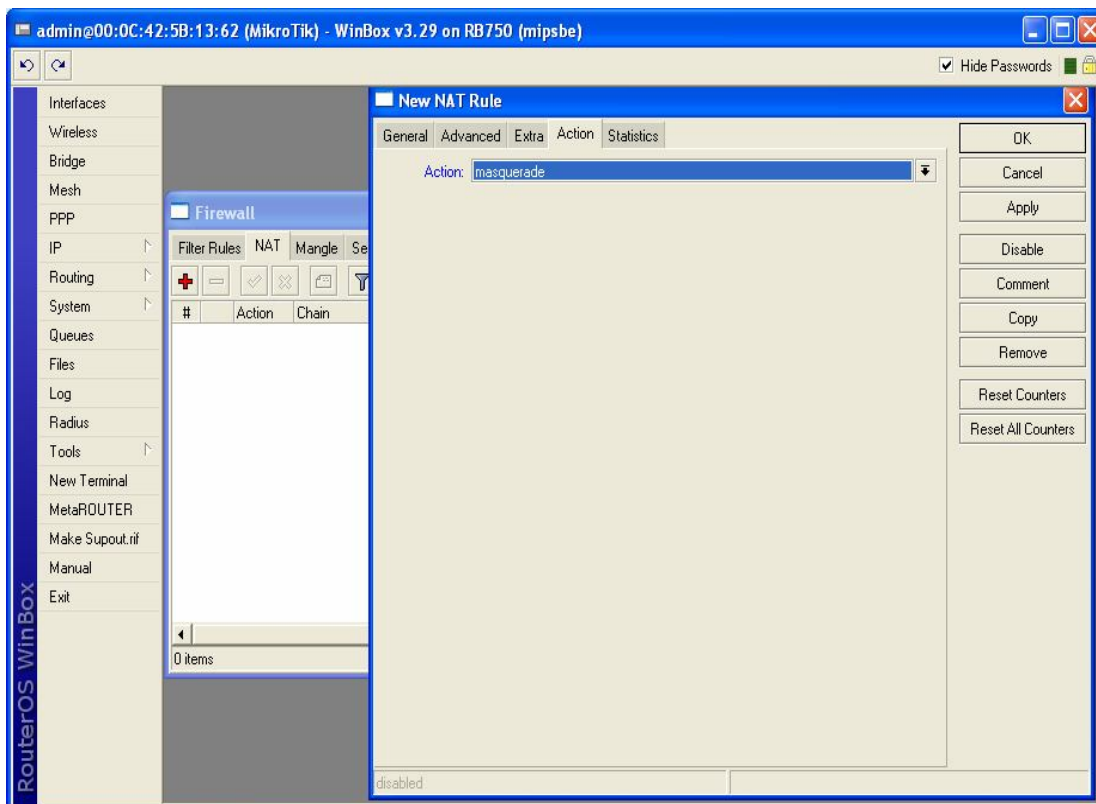 admin@00:0C:42:5B:13:62 (MikroTik) - WinBox v3.29 on RB750 (mipsbe)
Hide Passwords
Interfaces
Wireless
Bridge
Mesh
PPP
IP
Routing
System
Queues
Files
Log
Radius
Tools
New Terminal
MetaROUTER
Make Supout.rif
Manual
Exit
RouterOS WinBox
Firewall
Filter Rules NAT Mangle Se
# Action Chain
0 items
New NAT Rule
General Advanced Extra Action Statistics
Action: masquerade
OK
Cancel
Apply
Disable
Comment
Copy
Remove
Reset Counters
Reset All Counters
disabled